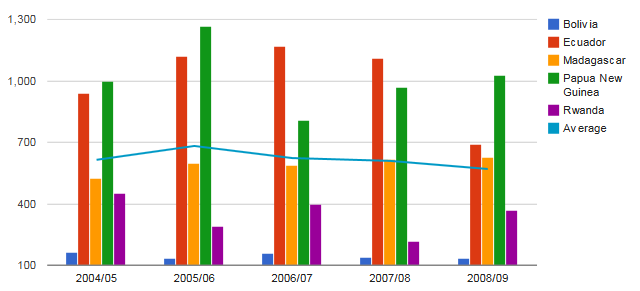 1,300
1,000
700
400
100
2004/05
2005/06
2006/07
2007/08
2008/09
Bolivia
Ecuador
Madagascar
Papua New
Guinea
Rwanda
Average